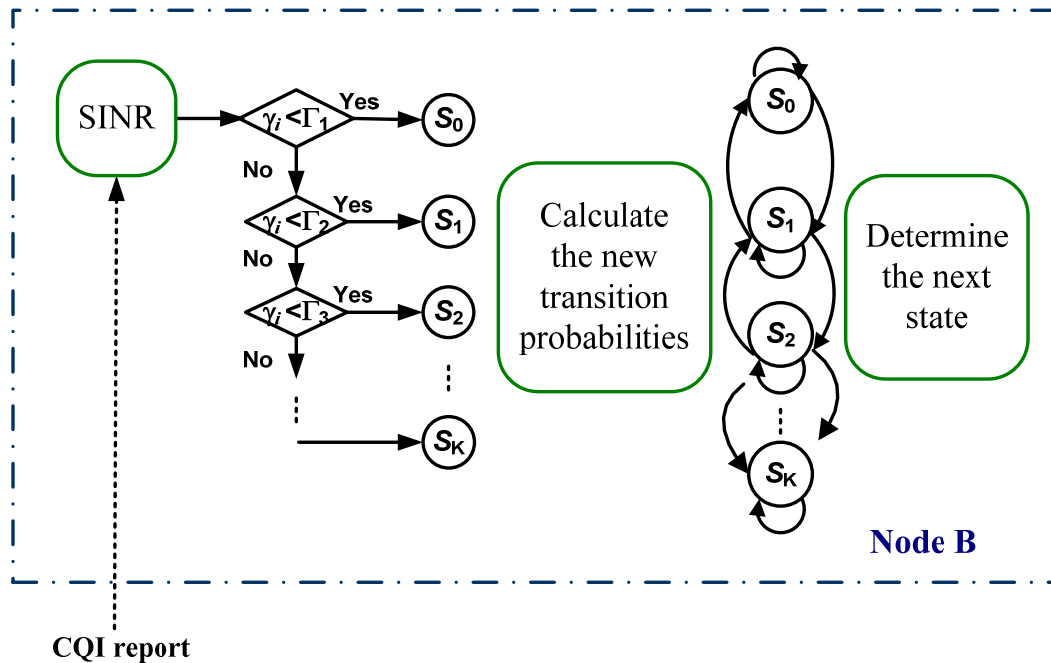 SINR
γi <Γ1
Yes
S0
No
γi <Γ2
Yes
S1
No
γi <Γ3
Yes
S2
No
SK
Calculate
the new
transition
probabilities
S0
S1
S2
SK
Determine
the next
state
Node B
CQI report